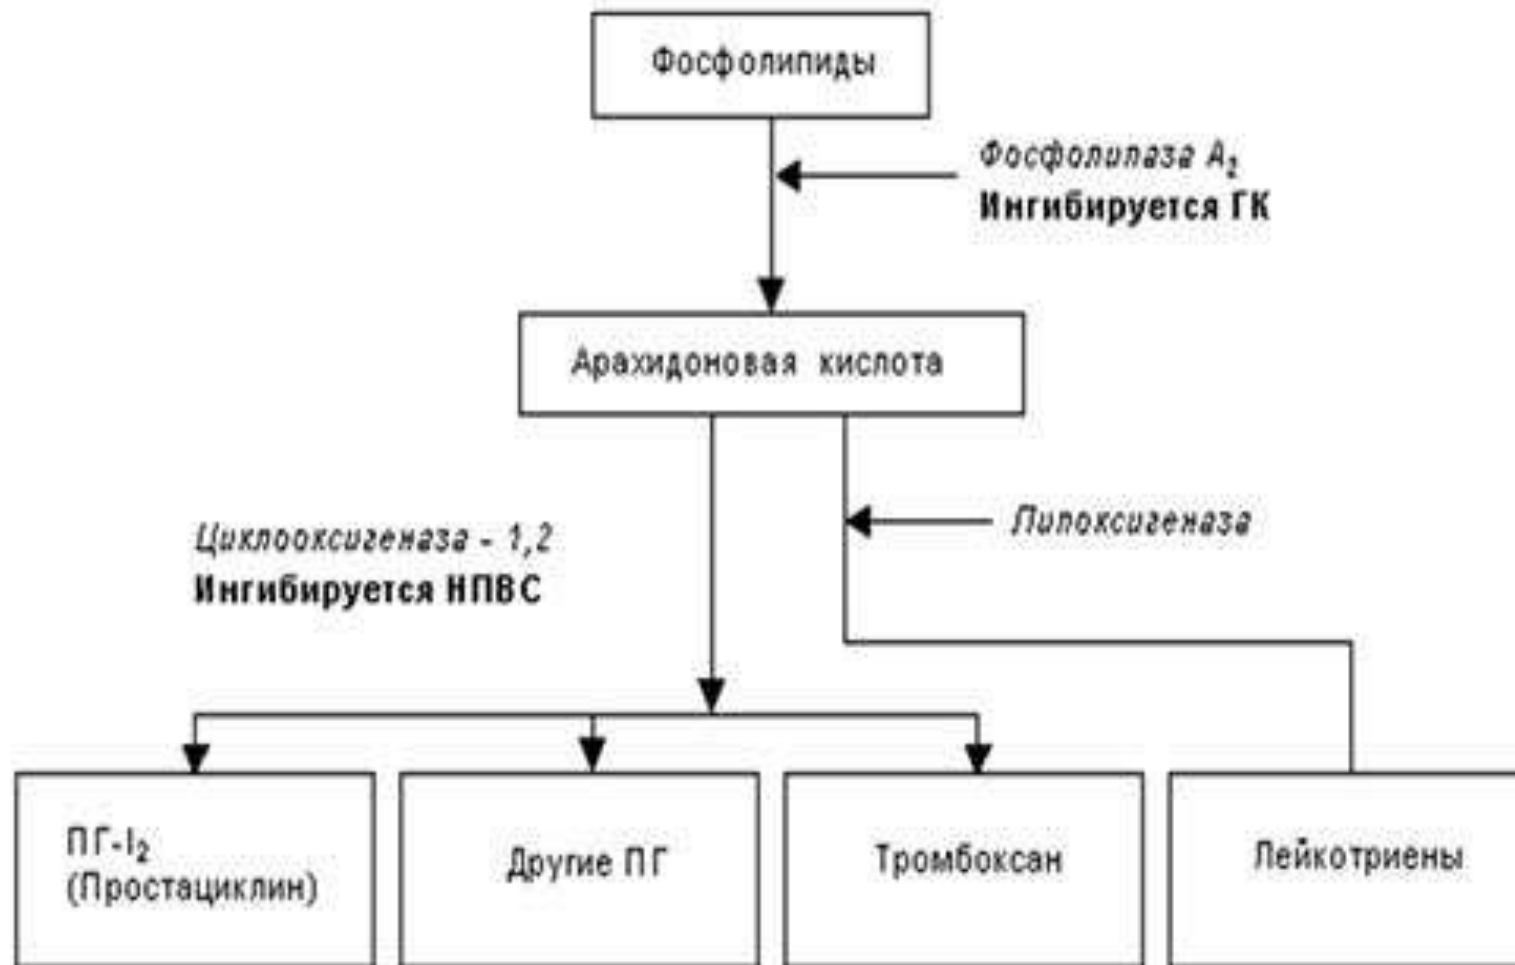 Фосфолипиды
Фосфолипаза A₂
Ингибируется ГК
Арахидоновая кислота
Циклооксигеназа - 1,2
Ингибируется НПВС
Липоксигеназа
ПГ-I₂
(Простациклин)
Другие ПГ
Тромбоксан
Лейкотриены